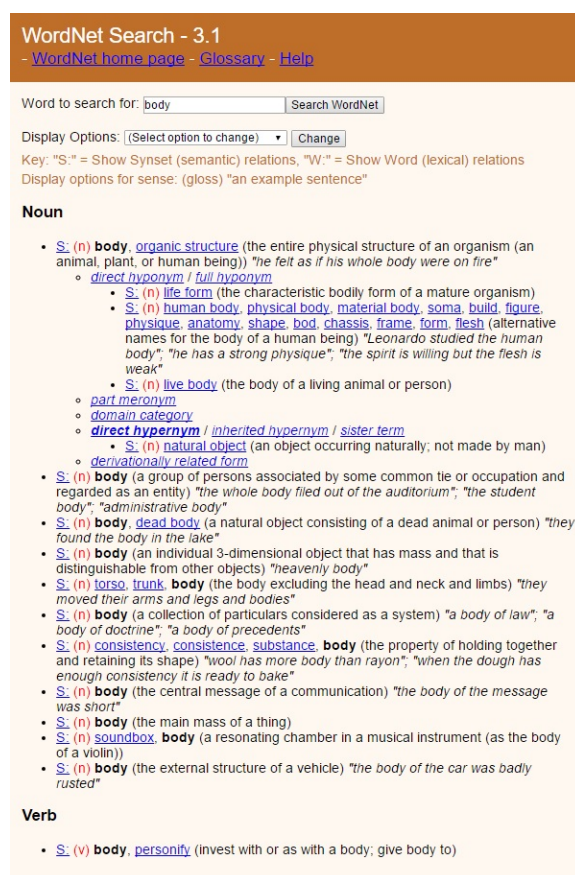 WordNet Search - 3.1
- WordNet home page - Glossary - Help
Word to search for: body Search WordNet
Display Options: (Select option to change) Change
Key: "S:" = Show Synset (semantic) relations, "W:" = Show Word (lexical) relations
Display options for sense: (gloss) "an example sentence"
Noun
• S: (n) body, organic structure (the entire physical structure of an organism (an
animal, plant, or human being)) "he felt as if his whole body were on fire"
◦ direct hyponym / full hyponym
▪ S: (n) life form (the characteristic bodily form of a mature organism)
▪ S: (n) human body, physical body, material body, soma, build, figure,
physique, anatomy, shape, bod, chassis, frame, form, flesh (alternative
names for the body of a human being) "Leonardo studied the human
body"; "he has a strong physique"; "the spirit is willing but the flesh is
weak"
▪ S: (n) live body (the body of a living animal or person)
◦ part meronym
◦ domain category
◦ direct hypernym / inherited hypernym / sister term
▪ S: (n) natural object (an object occurring naturally; not made by man)
◦ derivationally related form
• S: (n) body (a group of persons associated by some common tie or occupation and
regarded as an entity) "the whole body filed out of the auditorium"; "the student
body"; "administrative body"
• S: (n) body, dead body (a natural object consisting of a dead animal or person) "they
found the body in the lake"
• S: (n) body (an individual 3-dimensional object that has mass and that is
distinguishable from other objects) "heavenly body"
• S: (n) torso, trunk, body (the body excluding the head and neck and limbs) "they
moved their arms and legs and bodies"
• S: (n) body (a collection of particulars considered as a system) "a body of law"; "a
body of doctrine"; "a body of precedents"
• S: (n) consistency, consistence, substance, body (the property of holding together
and retaining its shape) "wool has more body than rayon"; "when the dough has
enough consistency it is ready to bake"
• S: (n) body (the central message of a communication) "the body of the message
was short"
• S: (n) body (the main mass of a thing)
• S: (n) soundbox, body (a resonating chamber in a musical instrument (as the body
of a violin))
• S: (n) body (the external structure of a vehicle) "the body of the car was badly
rusted"
Verb
• S: (v) body, personify (invest with or as with a body; give body to)